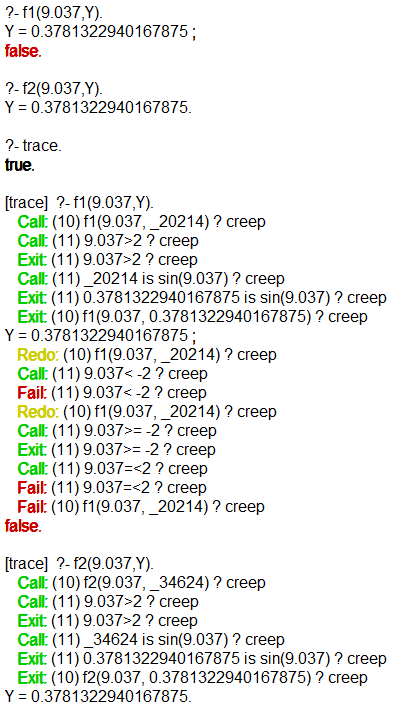 ?- f1(9.037,Y).
Y = 0.3781322940167875 ;
false.
?- f2(9.037,Y).
Y = 0.3781322940167875.
?- trace.
true.
[trace]  ?- f1(9.037,Y).
Call: (10) f1(9.037, _20214) ? creep
Call: (11) 9.037>2 ? creep
Exit: (11) 9.037>2 ? creep
Call: (11) _20214 is sin(9.037) ? creep
Exit: (11) 0.3781322940167875 is sin(9.037) ? creep
Exit: (10) f1(9.037, 0.3781322940167875) ? creep
Y = 0.3781322940167875 ;
Redo: (10) f1(9.037, _20214) ? creep
Call: (11) 9.037< -2 ? creep
Fail: (11) 9.037< -2 ? creep
Redo: (10) f1(9.037, _20214) ? creep
Call: (11) 9.037>= -2 ? creep
Exit: (11) 9.037>= -2 ? creep
Call: (11) 9.037=<2 ? creep
Fail: (11) 9.037=<2 ? creep
Fail: (10) f1(9.037, _20214) ? creep
false.
[trace]  ?- f2(9.037,Y).
Call: (10) f2(9.037, _34624) ? creep
Call: (11) 9.037>2 ? creep
Exit: (11) 9.037>2 ? creep
Call: (11) _34624 is sin(9.037) ? creep
Exit: (11) 0.3781322940167875 is sin(9.037) ? creep
Exit: (10) f2(9.037, 0.3781322940167875) ? creep
Y = 0.3781322940167875.